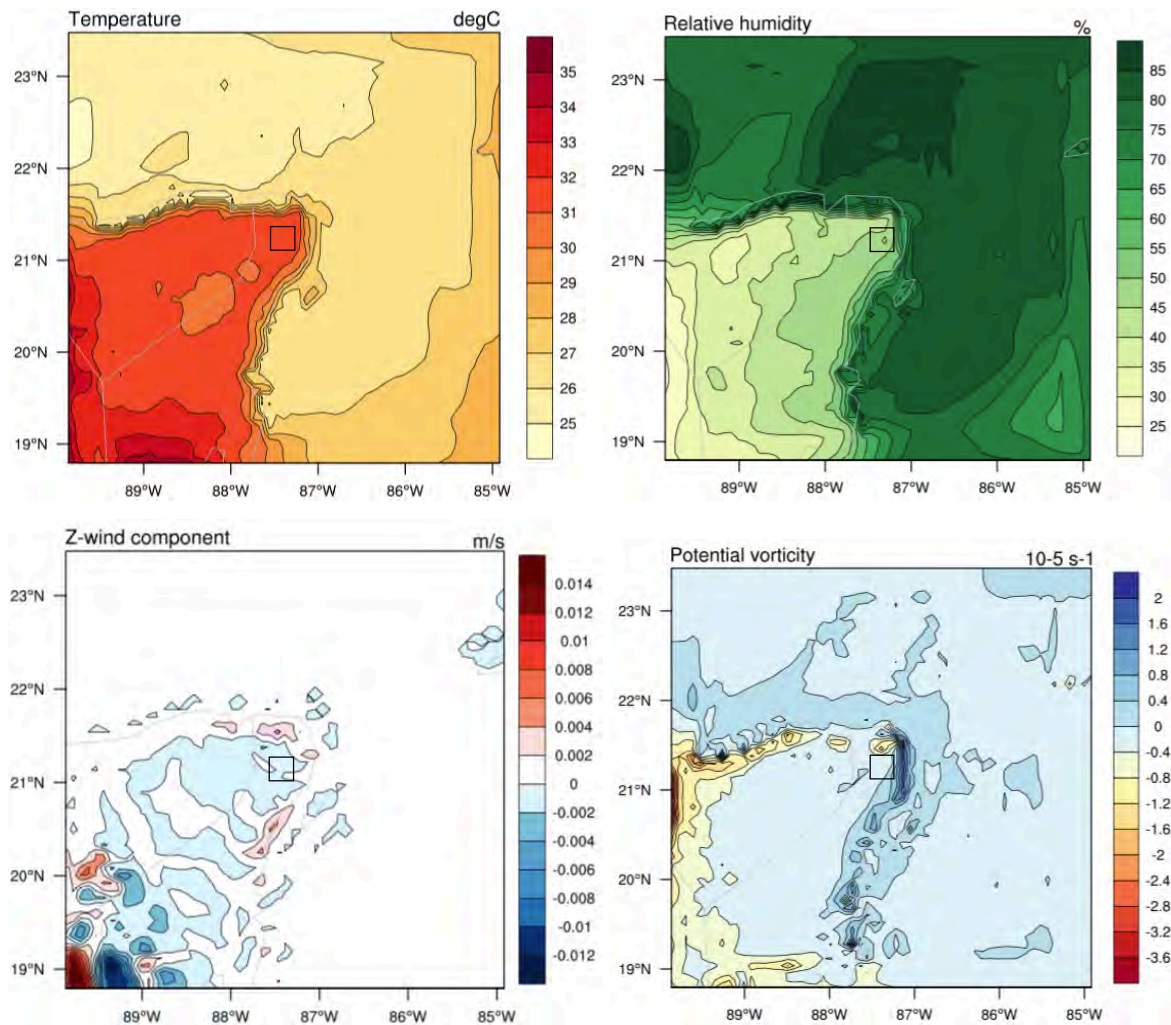 Temperature degC
23°N
22°N
21°N
20°N
19°N
89°W 88°W 87°W 86°W 85°W
35
34
33
32
31
30
29
28
27
26
25
Relative humidity %
23°N
22°N
21°N
20°N
19°N
89°W 88°W 87°W 86°W 85°W
85
80
75
70
65
60
55
50
45
40
35
30
25
Z-wind component m/s
23°N
22°N
21°N
20°N
19°N
89°W 88°W 87°W 86°W 85°W
0.014
0.012
0.01
0.008
0.006
0.004
0.002
0
-0.002
-0.004
-0.006
-0.008
-0.01
-0.012
Potential vorticity 10-5 s-1
23°N
22°N
21°N
20°N
19°N
89°W 88°W 87°W 86°W 85°W
2
1.6
1.2
0.8
0.4
0
-0.4
-0.8
-1.2
-1.6
-2
-2.4
-2.8
-3.2
-3.6